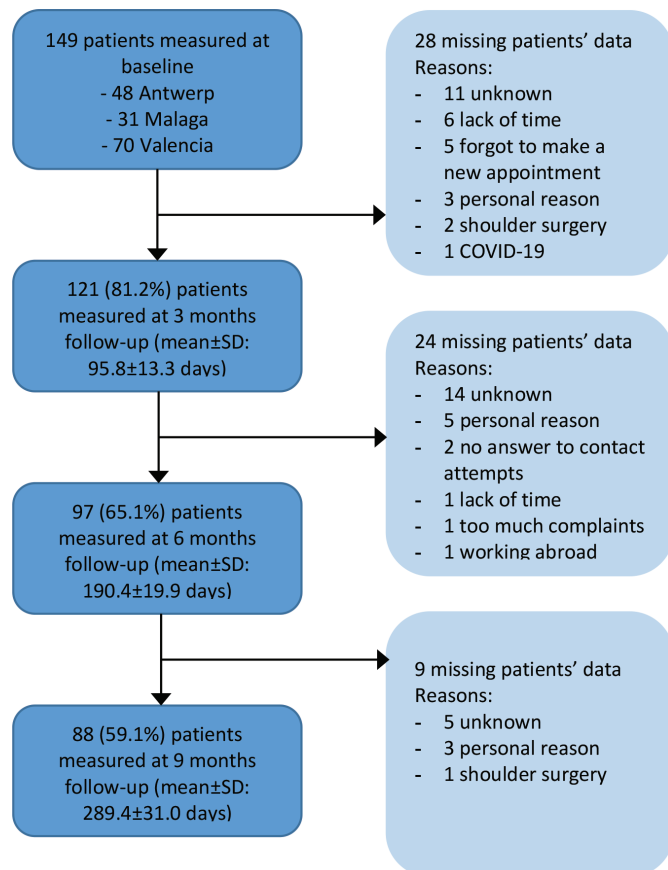 149 patients measured at
baseline
- 48 Antwerp
- 31 Malaga
- 70 Valencia
28 missing patients’ data
Reasons:
- 11 unknown
- 6 lack of time
- 5 forgot to make a
new appointment
- 3 personal reason
- 2 shoulder surgery
- 1 COVID-19
121 (81.2%) patients
measured at 3 months
follow-up (mean±SD:
95.8±13.3 days)
24 missing patients’ data
Reasons:
- 14 unknown
- 5 personal reason
- 2 no answer to contact
attempts
- 1 lack of time
- 1 too much complaints
- 1 working abroad
97 (65.1%) patients
measured at 6 months
follow-up (mean±SD:
190.4±19.9 days)
9 missing patients’ data
Reasons:
- 5 unknown
- 3 personal reason
- 1 shoulder surgery
88 (59.1%) patients
measured at 9 months
follow-up (mean±SD:
289.4±31.0 days)